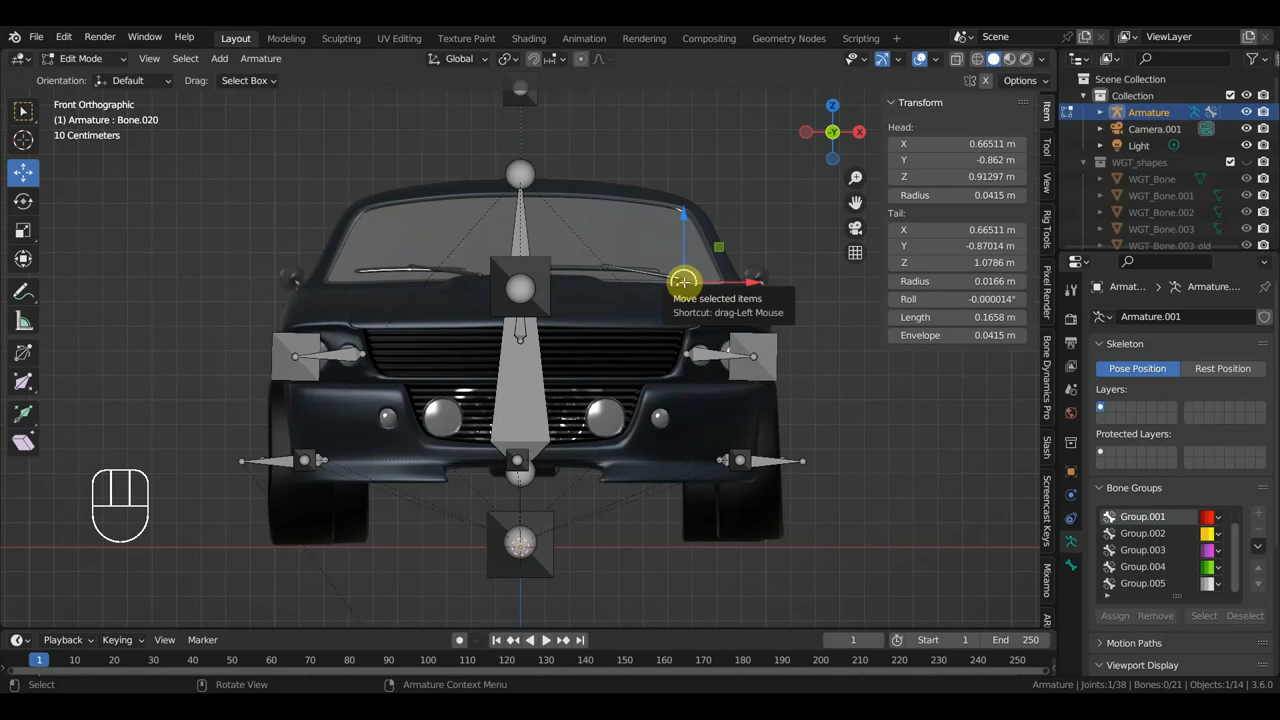 File Edit Render Window Help Layout Modeling Sculpting UV Editing Texture Paint Shading Animation Rendering Compositing Geometry Nodes Scripting + Scene ViewLayer
Edit Mode View Select Add Armature Global
Orientation: Default Drag: Select Box X Options
Scene Collection
Collection
Armature
Camera.001
Light
WGT_shapes
WGT_Bone
WGT_Bone.001
WGT_Bone.002
WGT_Bone.003
WGT_Bone.003_old
Front Orthographic
(1) Armature : Bone.020
10 Centimeters
Z
-Y
X
Transform
Head:
X 0.66511 m
Y -0.862 m
Z 0.91297 m
Radius 0.0415 m
Tail:
X 0.66511 m
Y -0.87014 m
Z 1.0786 m
Radius 0.0166 m
Roll -0.000014°
Length 0.1658 m
Envelope 0.0415 m
Item
Tool
View
Rig Tools
Pixel Render
Bone Dynamics Pro
Slash
Screencast Keys
Mixamo
AR
Move selected items
Shortcut: drag-Left Mouse
Armat... Armature...
Armature.001
Skeleton
Pose Position Rest Position
Layers:
Protected Layers:
Bone Groups
Group.001
Group.002
Group.003
Group.004
Group.005
Assign Remove Select Deselect
Motion Paths
Viewport Display
Playback Keying View Marker 1 Start 1 End 250
1 10 20 30 40 50 60 70 80 90 100 110 120 130 140 150 160 170 180 190 200 210 220 230 240 250
Select Rotate View Armature Context Menu Armature | Joints:1/38 | Bones:0/21 | Objects:1/14 | 3.6.0